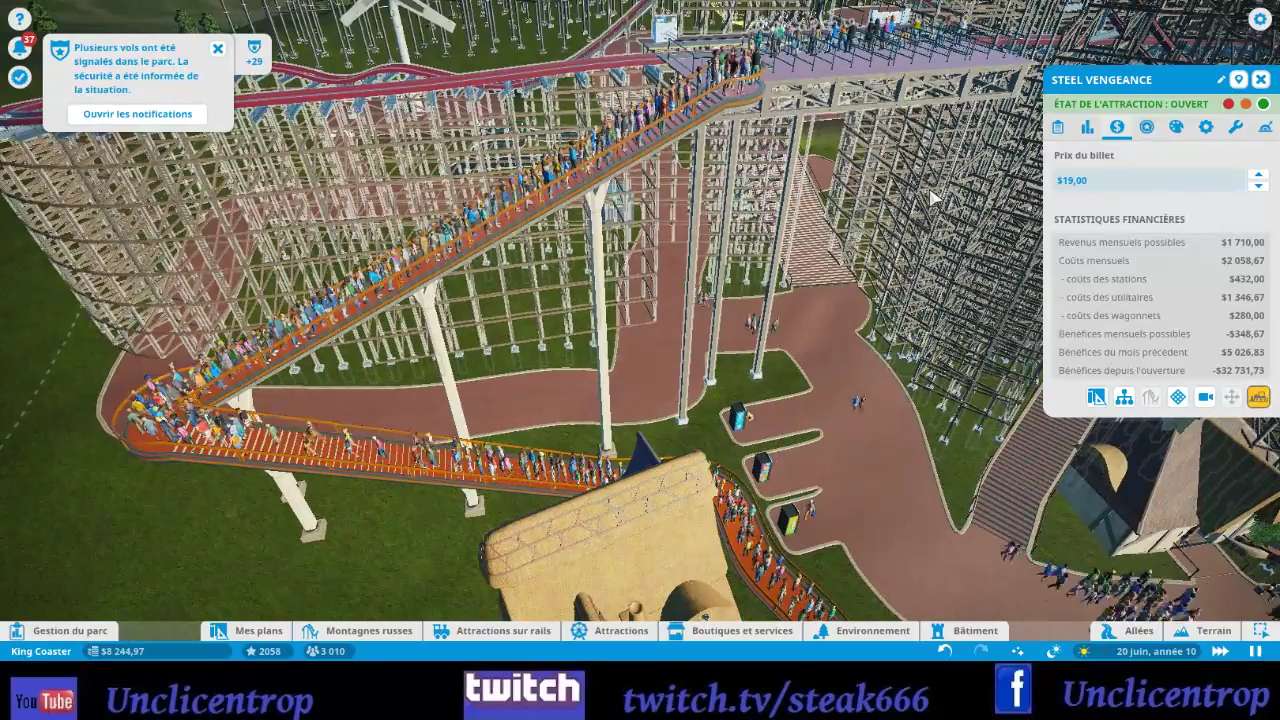 ?
37
Plusieurs vols ont été
signalés dans le parc. La
sécurité a été informée de
la situation.
+29
Ouvrir les notifications
STEEL VENGEANCE
ÉTAT DE L'ATTRACTION : OUVERT
Prix du billet
$19,00
STATISTIQUES FINANCIÈRES
Revenus mensuels possibles $1 710,00
Coûts mensuels $2 058,67
- coûts des stations $432,00
- coûts des utilitaires $1 346,67
- coûts des wagonnets $280,00
Bénéfices mensuels possibles -$348,67
Bénéfices du mois précédent $5 026,83
Bénéfices depuis l'ouverture -$32 731,73
Gestion du parc
Mes plans
Montagnes russes
Attractions sur rails
Attractions
Boutiques et services
Environnement
Bâtiment
Allées
Terrain
King Coaster $8 244,97 2058 3 010 20 juin, année 10
YouTube Unclicentrop twitch twitch.tv/steak666 f Unclicentrop